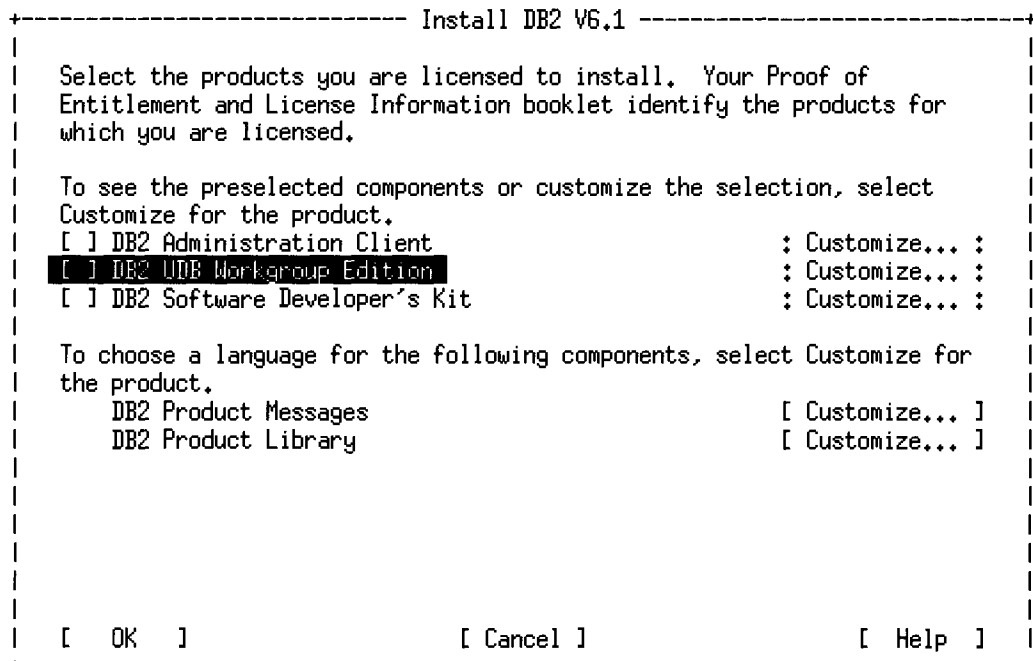 Install DB2 V6.1
Select the products you are licensed to install. Your Proof of
Entitlement and License Information booklet identify the products for
which you are licensed.
To see the preselected components or customize the selection, select
Customize for the product.
[ ] DB2 Administration Client : Customize... :
[ ] DB2 UDB Workgroup Edition : Customize... :
[ ] DB2 Software Developer's Kit : Customize... :
To choose a language for the following components, select Customize for
the product.
DB2 Product Messages [ Customize... ]
DB2 Product Library [ Customize... ]
[ OK ] [ Cancel ] [ Help ]